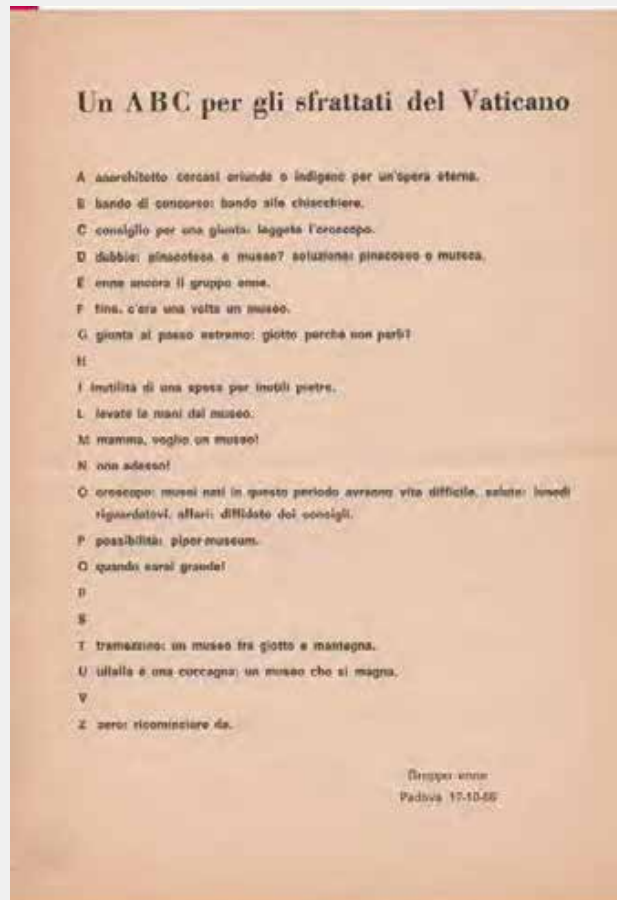 Un ABC per gli sfrattati del Vaticano
A anarchitetto cercasi oriundo o indigeno per un'opera eterna.
B bando di concorso: bando alle chiacchiere.
C consiglio per una giunta: leggete l'oroscopo.
D dubbio: pinacoteca o museo? soluzione: pinacoseo o museca.
E enne ancora il gruppo enne.
F fine, c'era una volta un museo.
G giunta al passo estremo: giotto perché non parli?
H
I inutilità di una spesa per inutili pietre.
L levate le mani dal museo.
M mamma, voglio un museo!
N non adesso!
O oroscopo: musei nati in questo periodo avranno vita difficile, salute: lunedì
riguardatevi, affari: diffidate dei consigli.
P possibilità: piper museum.
Q quando sarai grande!
R
S
T tramezzino: un museo fra giotto e mantegna.
U ullalla è una coccagna: un museo che si magna.
V
Z zero: ricominciare da.
Gruppo enne
Padova 17-10-66